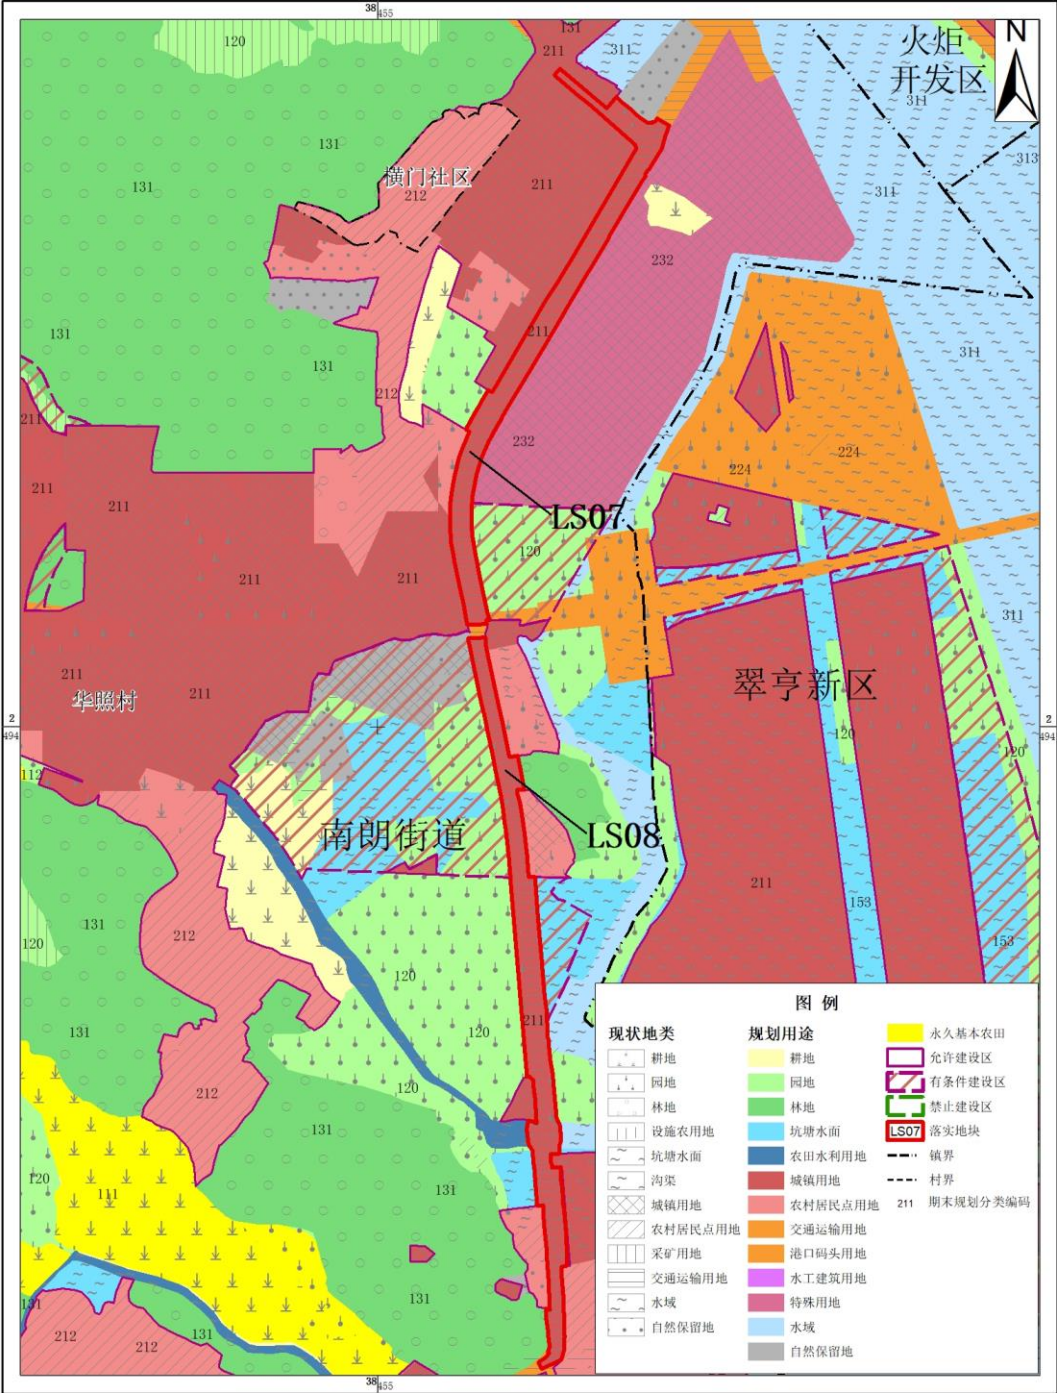 38
455
N
火炬
开发区
120
131
211
311
311
131
131
横门社区
212
211
311
313
232
131
131
211
311
212
211
232
224
224
211
211
LS07
120
211
211
311
211
211
华照村
翠亨新区
2
494
2
494
120
120
112
LS08
南朗街道
211
153
153
131
212
120
120
120
211
131
120
212
131
120
111
131
131
131
212
212
131
图 例
现状地类
耕地
园地
林地
设施农用地
坑塘水面
沟渠
城镇用地
农村居民点用地
采矿用地
交通运输用地
水域
自然保留地
规划用途
耕地
园地
林地
坑塘水面
农田水利用地
城镇用地
农村居民点用地
交通运输用地
港口码头用地
水工建筑用地
特殊用地
水域
自然保留地
永久基本农田
允许建设区
有条件建设区
禁止建设区
LS07 落实地块
镇界
村界
211 期末规划分类编码
38
455